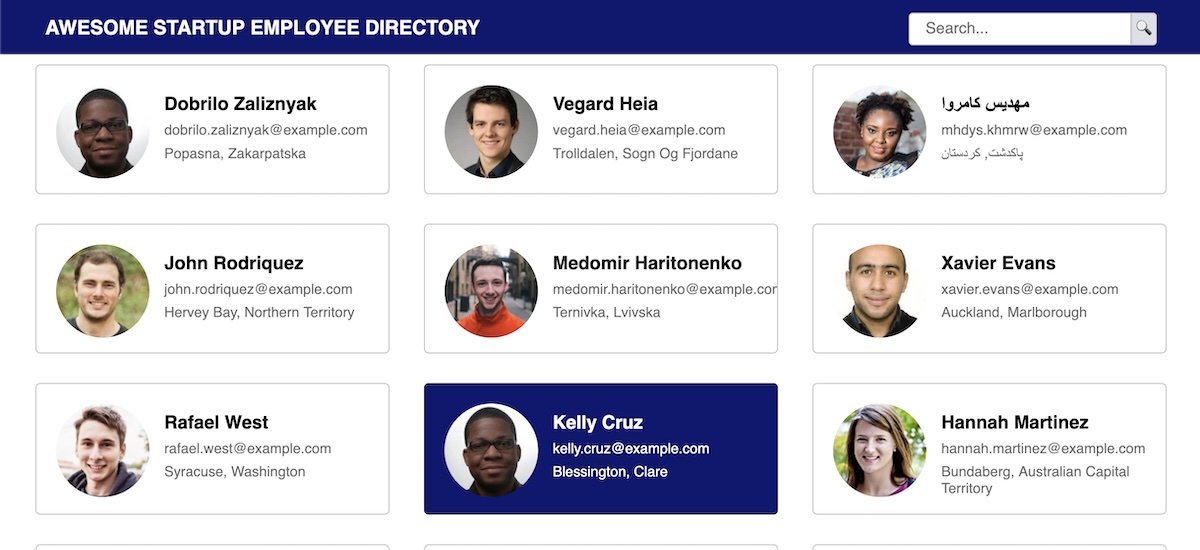 AWESOME STARTUP EMPLOYEE DIRECTORY
Search...
Dobrilo Zaliznyak
dobrilo.zaliznyak@example.com
Popasna, Zakarpatska
Vegard Heia
vegard.heia@example.com
Trolldalen, Sogn Og Fjordane
مهدیس کامروا
mhdys.khmrw@example.com
پاکدشت, کردستان
John Rodriquez
john.rodriquez@example.com
Hervey Bay, Northern Territory
Medomir Haritonenko
medomir.haritonenko@example.cor
Ternivka, Lvivska
Xavier Evans
xavier.evans@example.com
Auckland, Marlborough
Rafael West
rafael.west@example.com
Syracuse, Washington
Kelly Cruz
kelly.cruz@example.com
Blessington, Clare
Hannah Martinez
hannah.martinez@example.com
Bundaberg, Australian Capital
Territory